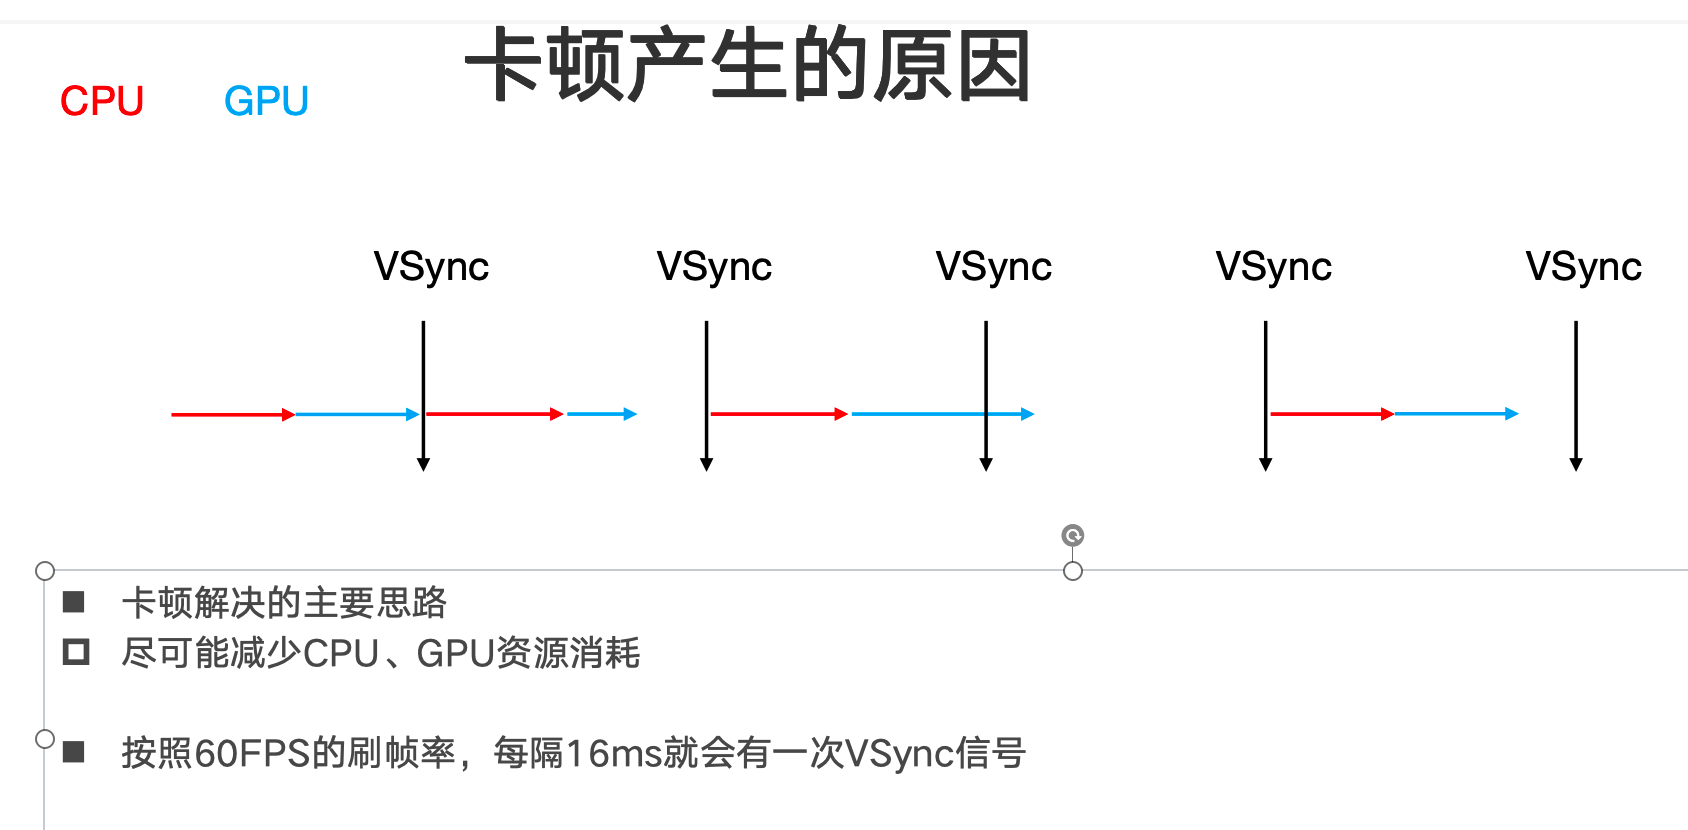 卡顿产生的原因
CPU GPU
VSync VSync VSync VSync VSync
卡顿解决的主要思路
尽可能减少CPU、GPU资源消耗
按照60FPS的刷帧率，每隔16ms就会有一次VSync信号